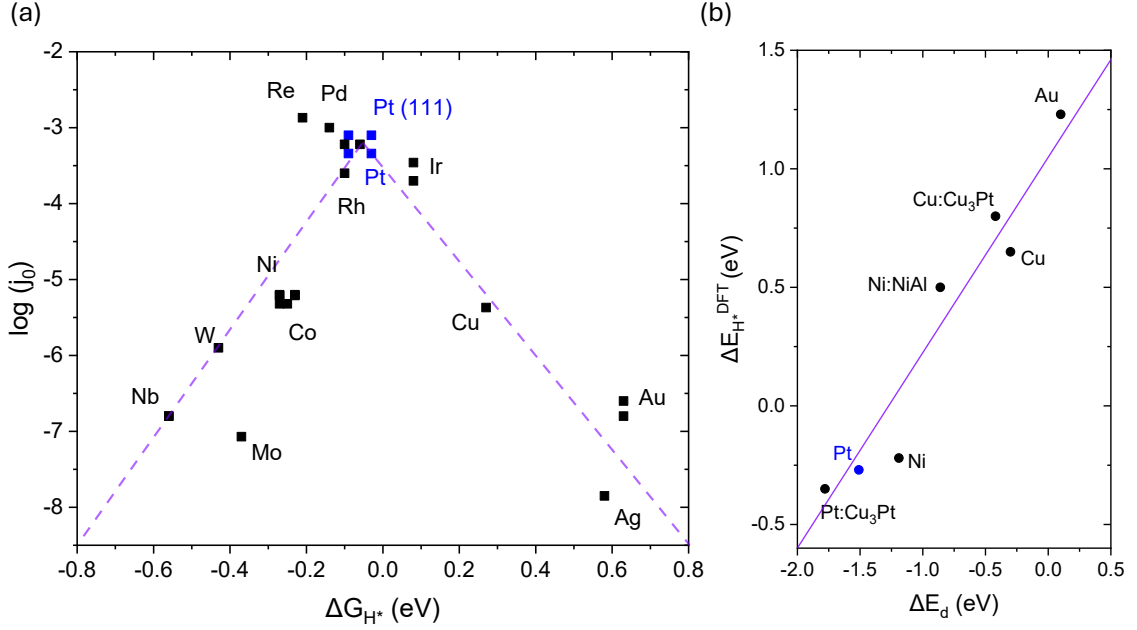 (a)
-2
-3
-4
-5
-6
-7
-8
log (j₀)
Re
Pd
Pt (111)
Ir
Pt
Rh
Ni
Co
W
Cu
Nb
Mo
Au
Ag
-0.8 -0.6 -0.4 -0.2 0.0 0.2 0.4 0.6 0.8
ΔG_H* (eV)
(b)
1.5
1.0
0.5
0.0
-0.5
ΔE_H*^DFT (eV)
Au
Cu:Cu₃Pt
Cu
Ni:NiAl
Pt
Ni
Pt:Cu₃Pt
-2.0 -1.5 -1.0 -0.5 0.0 0.5
ΔE_d (eV)